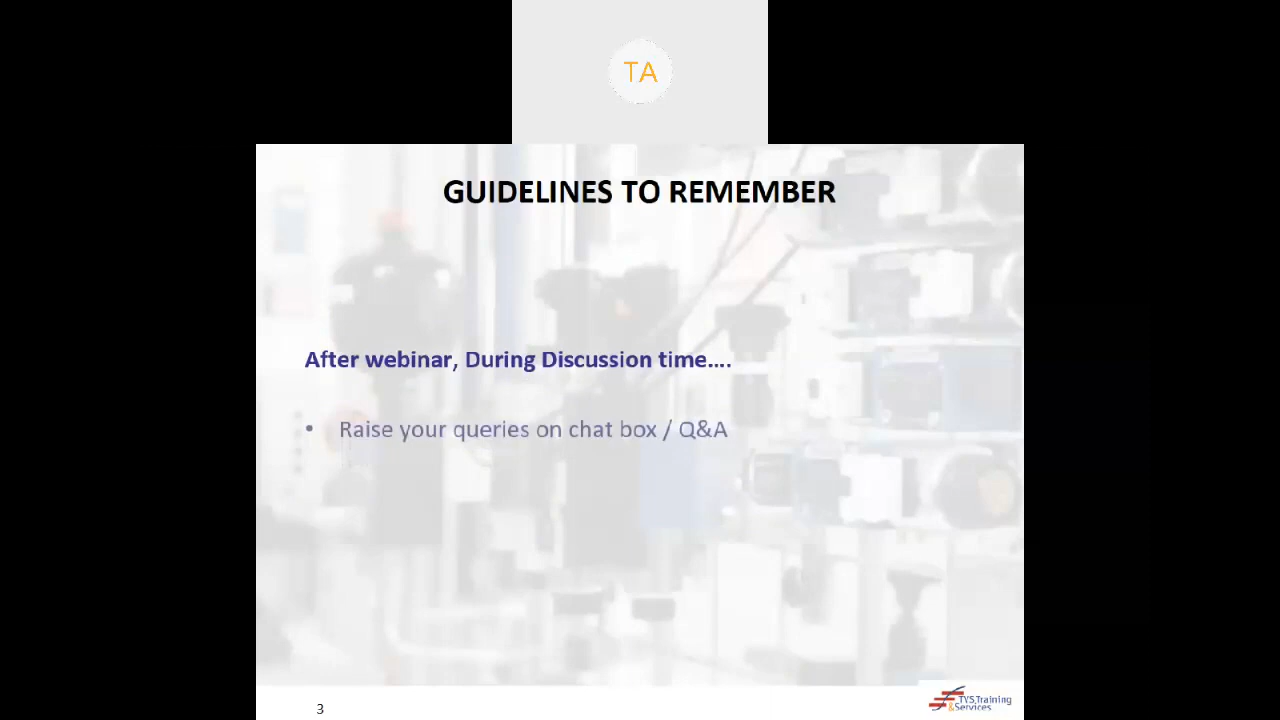 TA
GUIDELINES TO REMEMBER
After webinar, During Discussion time....
• Raise your queries on chat box / Q&A
3
TVS Training
&Services